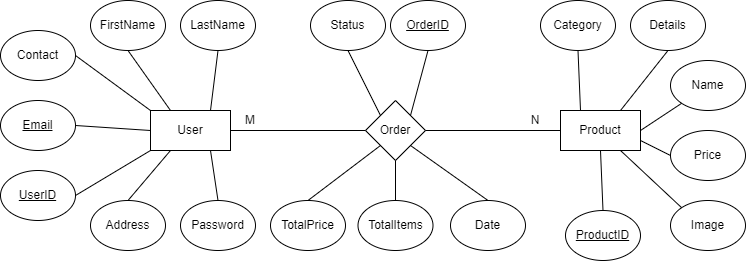 FirstName
LastName
Status
OrderID
Category
Details
Contact
Name
Email
User
M
Order
N
Product
Price
UserID
Address
Password
TotalPrice
TotalItems
Date
ProductID
Image